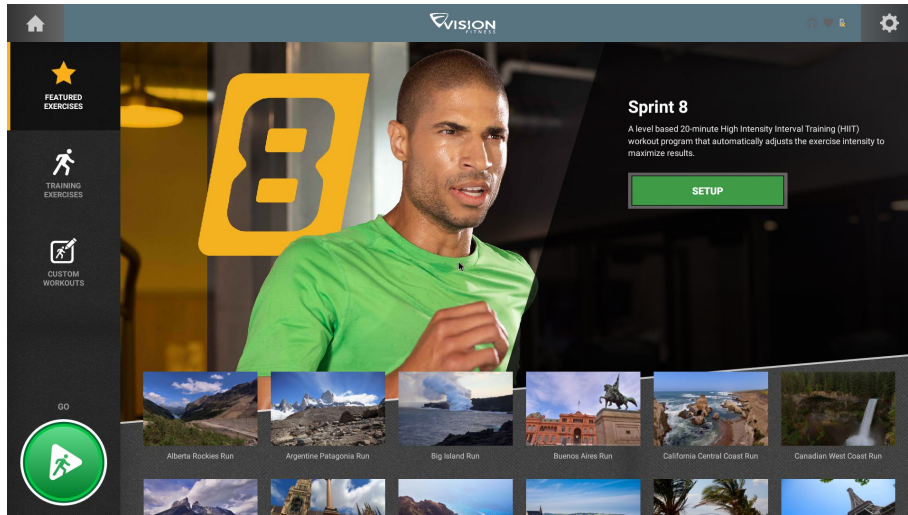 VISION
FITNESS
FEATURED
EXERCISES
TRAINING
EXERCISES
CUSTOM
WORKOUTS
GO
8
Sprint 8
A level based 20-minute High Intensity Interval Training (HIIT)
workout program that automatically adjusts the exercise intensity to
maximize results.
SETUP
Alberta Rockies Run
Argentine Patagonia Run
Big Island Run
Buenos Aires Run
California Central Coast Run
Canadian West Coast Run